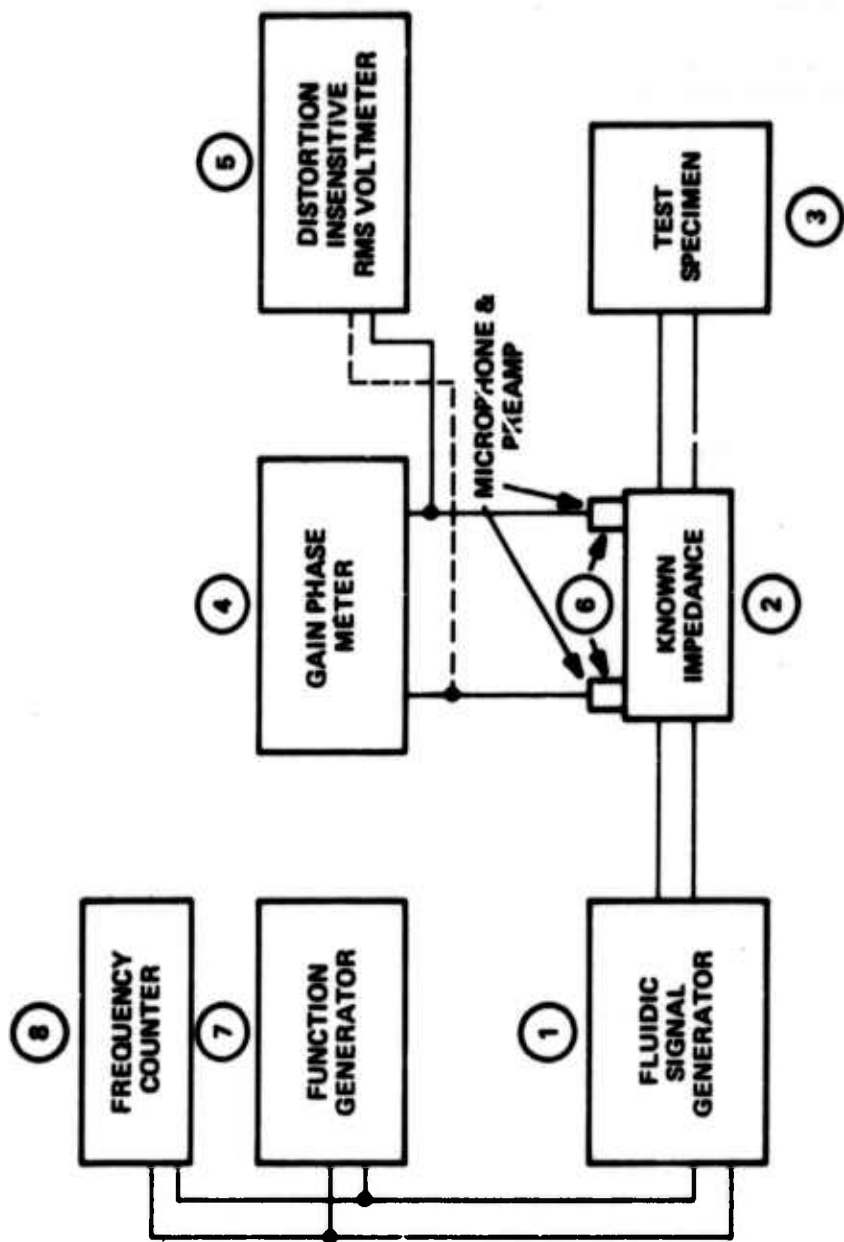 8
FREQUENCY
COUNTER
7
FUNCTION
GENERATOR
1
FLUIDIC
SIGNAL
GENERATOR
4
GAIN PHASE
METER
5
DISTORTION
INSENSITIVE
RMS VOLTMETER
MICROPHONE &
PREAMP
6
KNOWN
IMPEDANCE
2
TEST
SPECIMEN
3